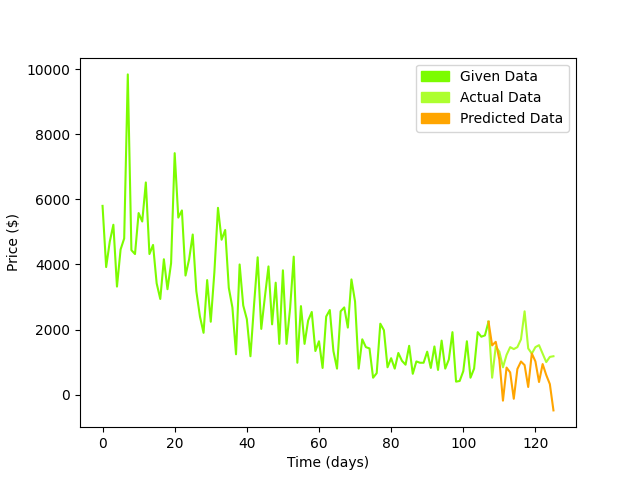 Given Data
Actual Data
Predicted Data
10000
8000
6000
4000
2000
0
Price ($)
0 20 40 60 80 100 120
Time (days)